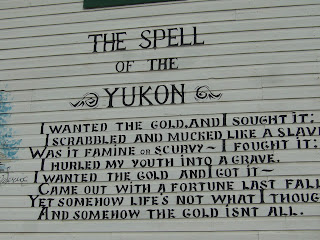 THE SPELL
OF THE
YUKON
I WANTED THE GOLD, AND I SOUGHT IT;
I SCRABBLED AND MUCKED LIKE A SLAV
WAS IT FAMINE OR SCURVY~ I FOUGHT IT;
I HURLED MY YOUTH INTO A GRAVE.
I WANTED THE GOLD AND I GOT IT~
CAME OUT WITH A FORTUNE LAST FALL
YET SOMEHOW LIFE'S NOT WHAT I THOUG
AND SOMEHOW THE GOLD ISNT ALL.